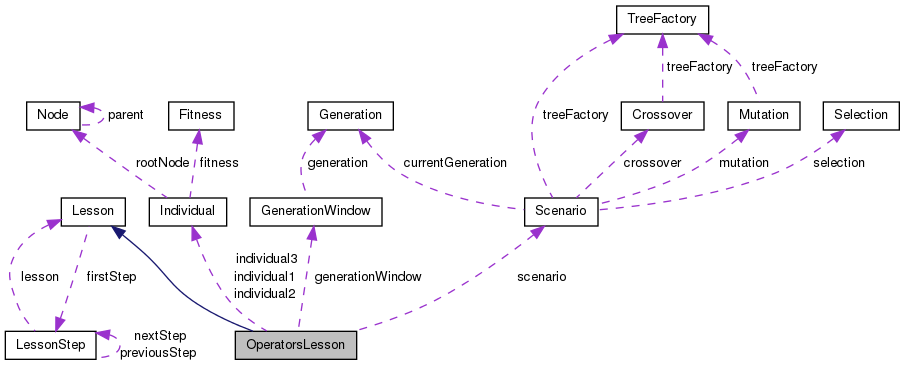 TreeFactory
treeFactory
treeFactory
Node
parent
Fitness
Generation
treeFactory
Crossover
Mutation
Selection
rootNode
fitness
generation
currentGeneration
crossover
mutation
selection
Lesson
Individual
GenerationWindow
Scenario
lesson
firstStep
individual3
individual1
individual2
generationWindow
scenario
LessonStep
nextStep
previousStep
OperatorsLesson